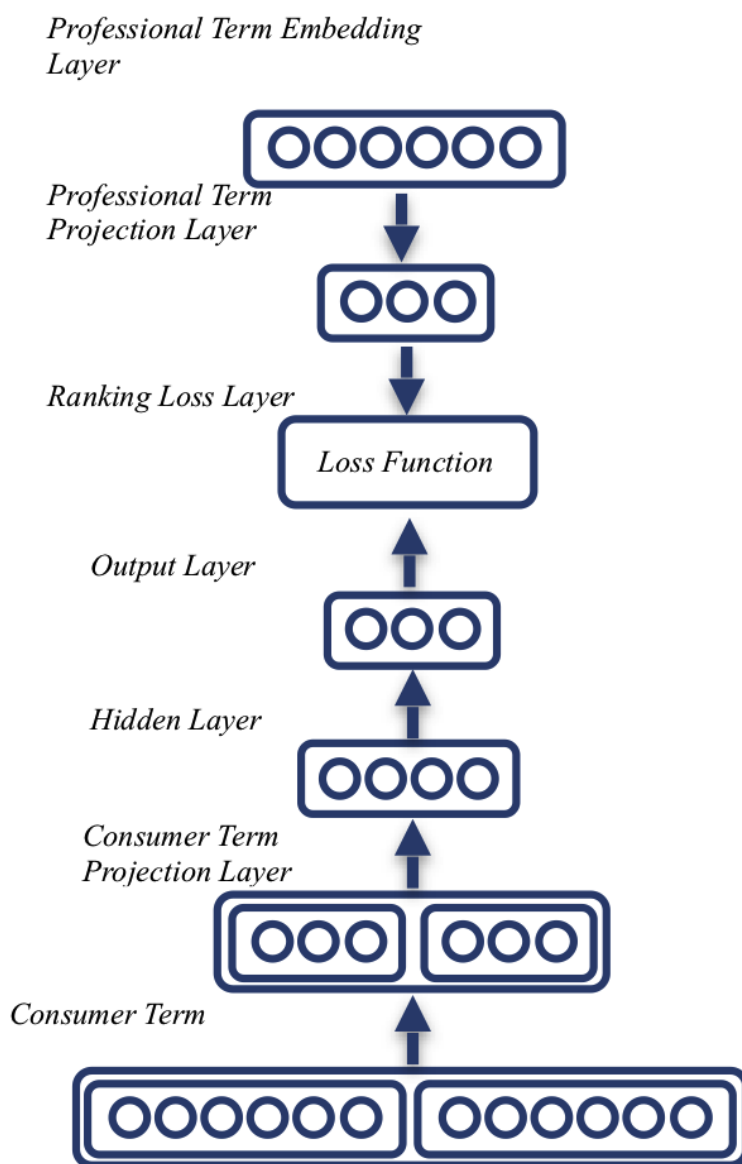 Professional Term Embedding
Layer
Professional Term
Projection Layer
Ranking Loss Layer
Loss Function
Output Layer
Hidden Layer
Consumer Term
Projection Layer
Consumer Term